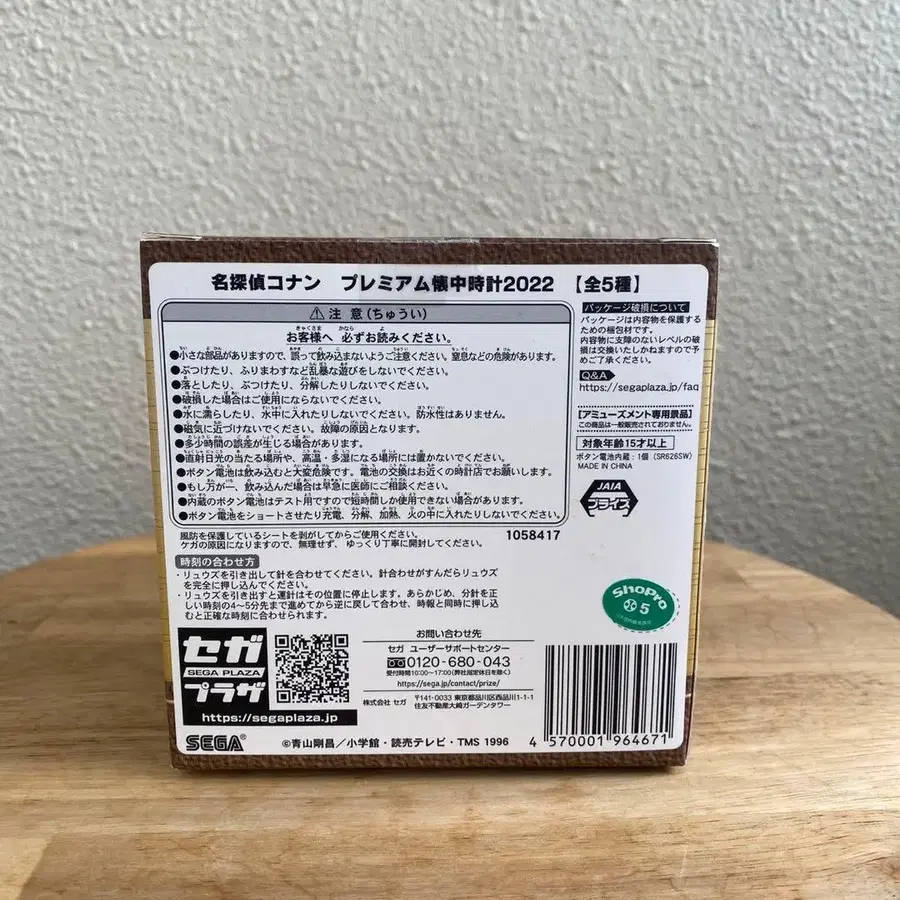 名探偵コナン　プレミアム懐中時計2022　【全5種】
⚠注 意(ちゅうい)
お客様へ 必ずお読みください。
●小さな部品がありますので、誤って飲み込まないようご注意ください。窒息などの危険があります。
●ぶつけたり、ふりまわすなど乱暴な遊びをしないでください。
●落としたり、ぶつけたり、分解したりしないでください。
●破損した場合はご使用にならないでください。
●水に濡らしたり、水中に入れたりしないでください。防水性はありません。
●磁気に近づけないでください。故障の原因となります。
●多少時間の誤差が生じる場合があります。
●直射日光の当たる場所や、高温・多湿になる場所には置かないでください。
●ボタン電池は飲み込むと大変危険です。電池の交換はお近くの時計店でお願いします。
●もし万が一、飲み込んだ場合は早急に医師にご相談ください。
●内蔵のボタン電池はテスト用ですので短時間しか使用できない場合があります。
●ボタン電池をショートさせたり充電、分解、加熱、火の中に入れたりしないでください。
風防を保護しているシートを剥がしてからご使用ください。
ケガの原因になりますので、無理せず、ゆっくり丁寧に開封してください。
1058417
時刻の合わせ方
・リュウズを引き出して針を合わせてください。針合わせがすんだらリュウズ
を完全に押し込んでください。
・リュウズを引き出すと運針はその位置に停止します。あらかじめ、分針を正
しい時刻の4～5分先まで進めてから逆に戻して合わせ、時報と同時に押し込
むと正確な時刻に合わせられます。
パッケージ破損について
パッケージは内容物を保護する
ための梱包材です。
内容物に支障のないレベルの破
損は交換いたしかねますので予
めご了承ください。
Q&A
https://segaplaza.jp/faq
【アミューズメント専用景品】
この商品は一般販売されておりません。
対象年齢15才以上
ボタン電池内蔵:1個 (SR626SW)
MADE IN CHINA
JAIA
プライズ
ShoPro
5
セガ
SEGA PLAZA
プラザ
https://segaplaza.jp
お問い合わせ先
セガ ユーザーサポートセンター
0120-680-043
受付時間10:00～17:00(弊社指定休日を除く)
https://sega.jp/contact/prize/
株式会社 セガ
〒141-0033 東京都品川区西品川1-1-1
住友不動産大崎ガーデンタワー
SEGA
©青山剛昌／小学館・読売テレビ・TMS 1996
4 570001 964671